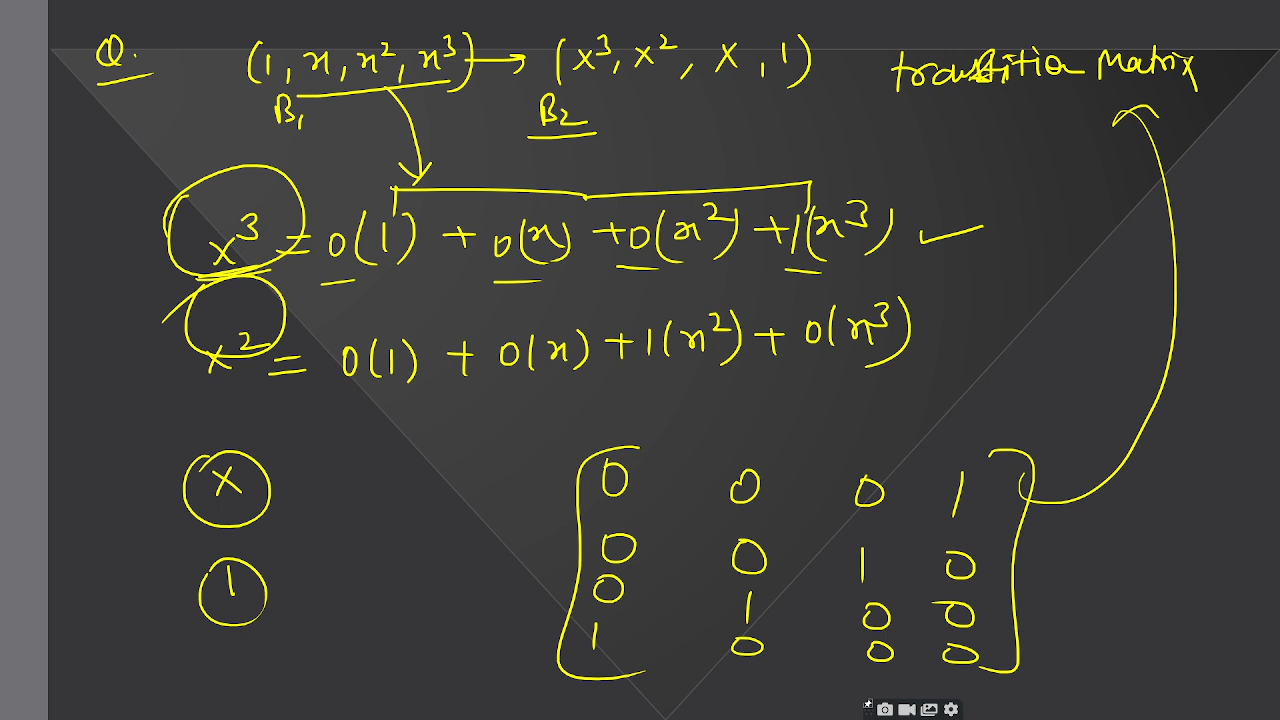 Q. (1, x, x², x³) → (x³, x², x, 1) transition Matrix
B₁ B₂
x³ = 0(1) + 0(x) + 0(x²) + 1(x³) ✓
x² = 0(1) + 0(x) + 1(x²) + 0(x³)
x
1
0 0 0 1
0 0 1 0
0 1 0 0
1 0 0 0